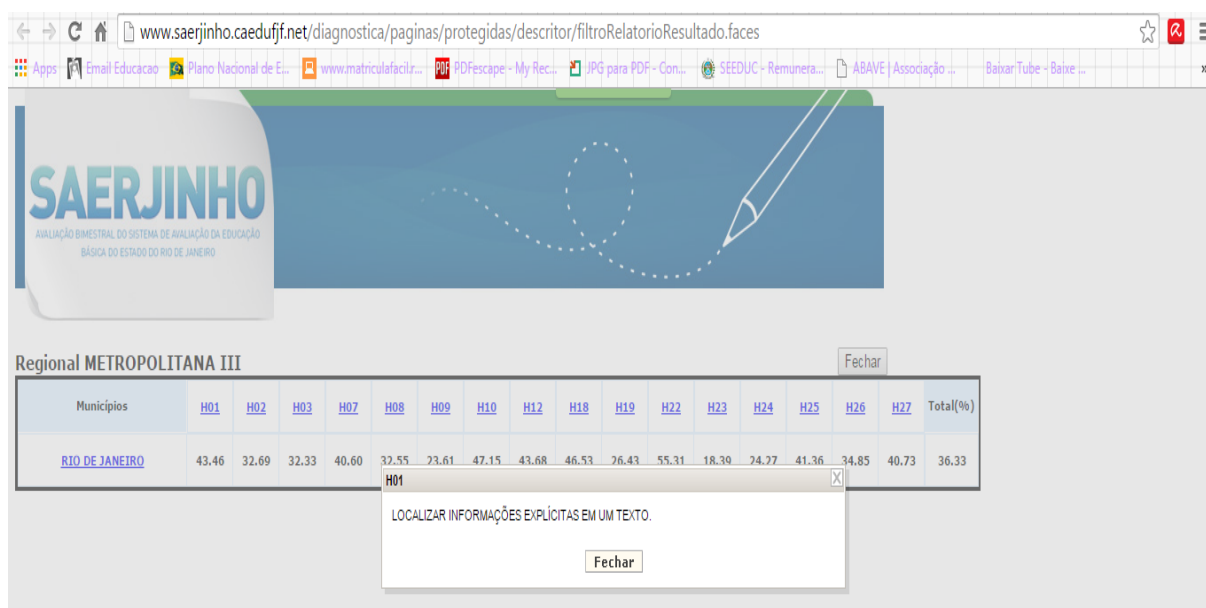 www.saerjinho.caedufjf.net/diagnostica/paginas/protegidas/descritor/filtroRelatorioResultado.faces
Apps Email Educacao Plano Nacional de E... www.matriculafacil.r... PDF PDFescape - My Rec... JPG para PDF - Con... SEEDUC - Remunera... ABAVE | Associação ... Baixar Tube - Baixe ... »
SAERJINHO
AVALIAÇÃO BIMESTRAL DO SISTEMA DE AVALIAÇÃO DA EDUCAÇÃO
BÁSICA DO ESTADO DO RIO DE JANEIRO
Regional METROPOLITANA III Fechar
Municípios H01 H02 H03 H07 H08 H09 H10 H12 H18 H19 H22 H23 H24 H25 H26 H27 Total(%)
RIO DE JANEIRO 43.46 32.69 32.33 40.60 32.55 23.61 47.15 43.68 46.53 26.43 55.31 18.39 24.27 41.36 34.85 40.73 36.33
H01 X
LOCALIZAR INFORMAÇÕES EXPLÍCITAS EM UM TEXTO.
Fechar